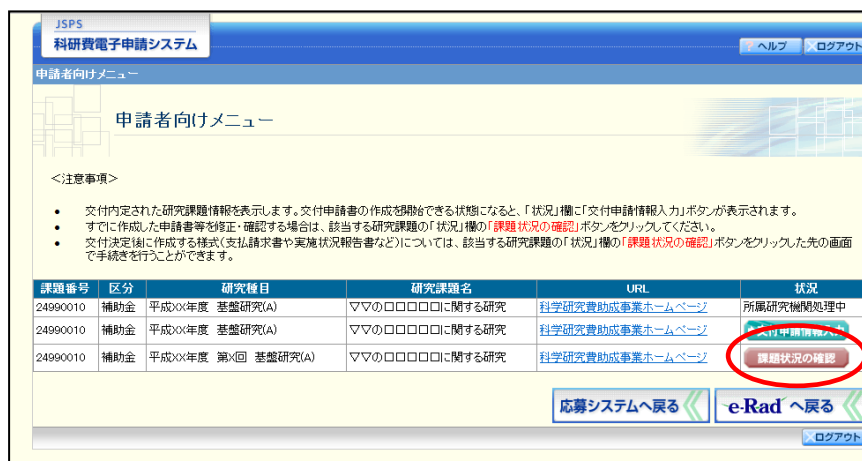 JSPS
科研費電子申請システム
ヘルプ ログアウト
申請者向けメニュー
申請者向けメニュー
＜注意事項＞
• 交付内定された研究課題情報を表示します。交付申請書の作成を開始できる状態になると、「状況」欄に「交付申請情報入力」ボタンが表示されます。
• すでに作成した申請書等を修正・確認する場合は、該当する研究課題の「状況」欄の「課題状況の確認」ボタンをクリックしてください。
• 交付決定後に作成する様式(支払請求書や実施状況報告書など)については、該当する研究課題の「状況」欄の「課題状況の確認」ボタンをクリックした先の画面
で手続きを行うことができます。
課題番号 区分 研究種目 研究課題名 URL 状況
24990010 補助金 平成XX年度 基盤研究(A) ▽▽の□□□□□に関する研究 科学研究費助成事業ホームページ 所属研究機関処理中
24990010 補助金 平成XX年度 基盤研究(A) ▽▽の□□□□□に関する研究 科学研究費助成事業ホームページ 交付申請情報入力
24990010 補助金 平成XX年度 第X回 基盤研究(A) ▽▽の□□□□□に関する研究 科学研究費助成事業ホームページ 課題状況の確認
応募システムへ戻る e-Rad へ戻る
ログアウト